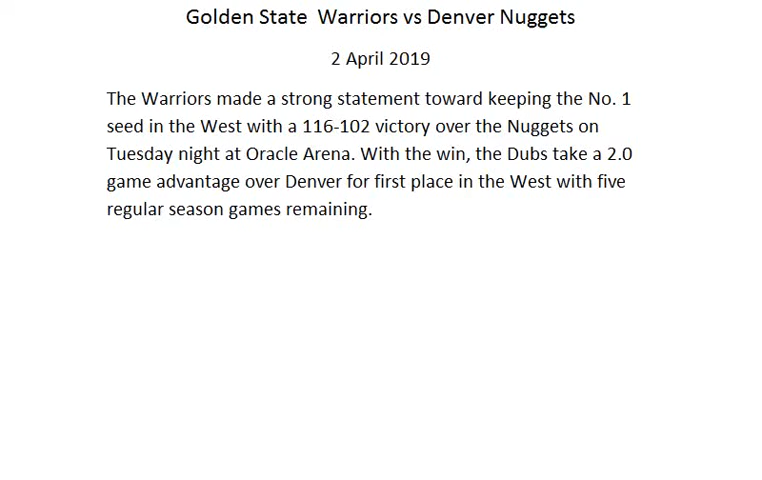 Golden State  Warriors vs Denver Nuggets
2 April 2019
The Warriors made a strong statement toward keeping the No. 1
seed in the West with a 116-102 victory over the Nuggets on
Tuesday night at Oracle Arena. With the win, the Dubs take a 2.0
game advantage over Denver for first place in the West with five
regular season games remaining.